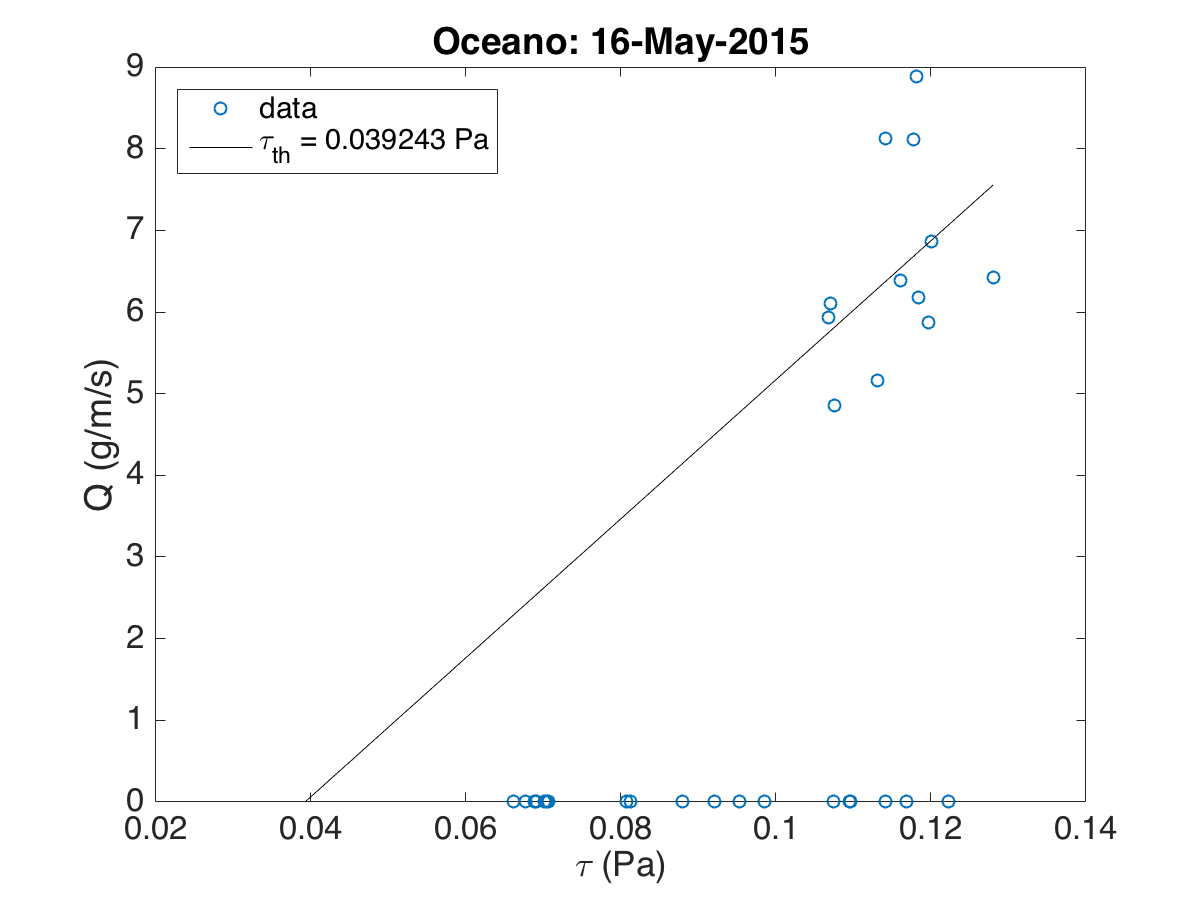 Oceano: 16-May-2015
data
τth = 0.039243 Pa
9
8
7
6
5
4
3
2
1
0
Q (g/m/s)
0.02 0.04 0.06 0.08 0.1 0.12 0.14
τ (Pa)